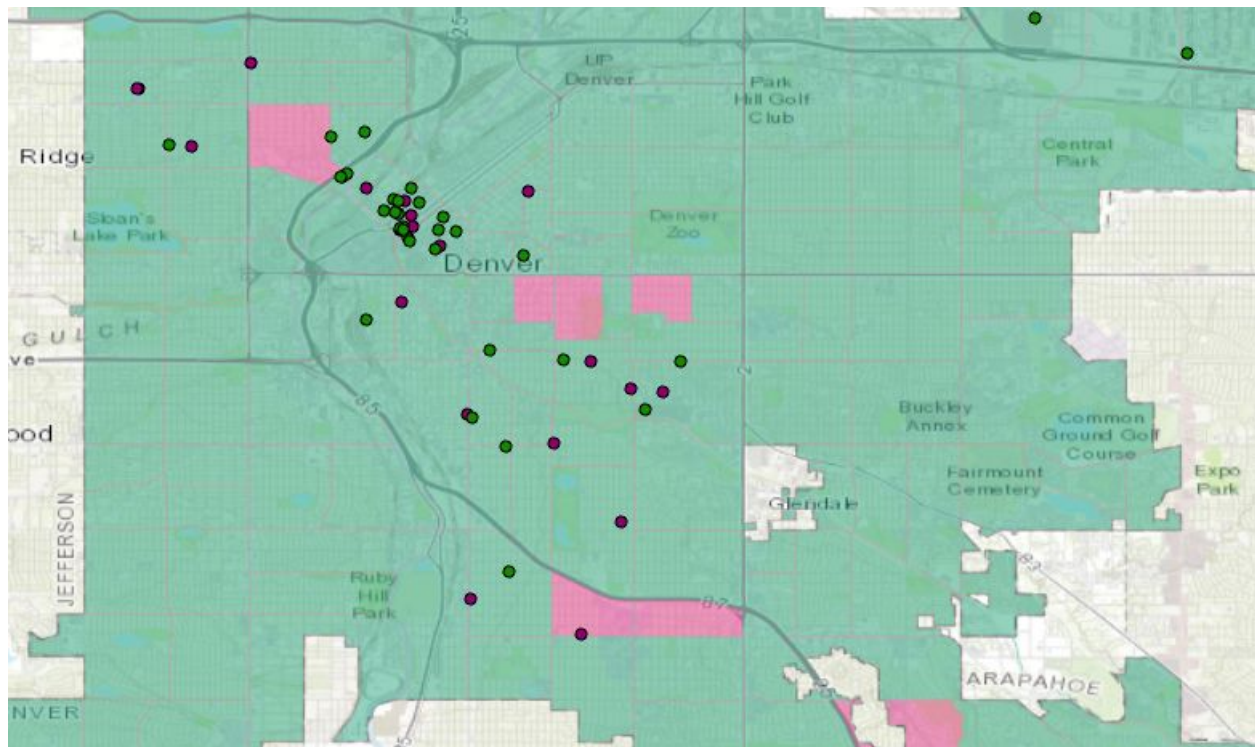 25
UP
Denver
Park
Hill Golf
Club
Central
Park
Ridge
Sloan's
Lake Park
Denver
Zoo
Denver
GULCH
ve
2
85
Buckley
Annex
Common
Ground Golf
Course
ood
Fairmount
Cemetery
Expo
Park
Glendale
JEFFERSON
83
Ruby
Hill
Park
87
ARAPAHOE
NVER